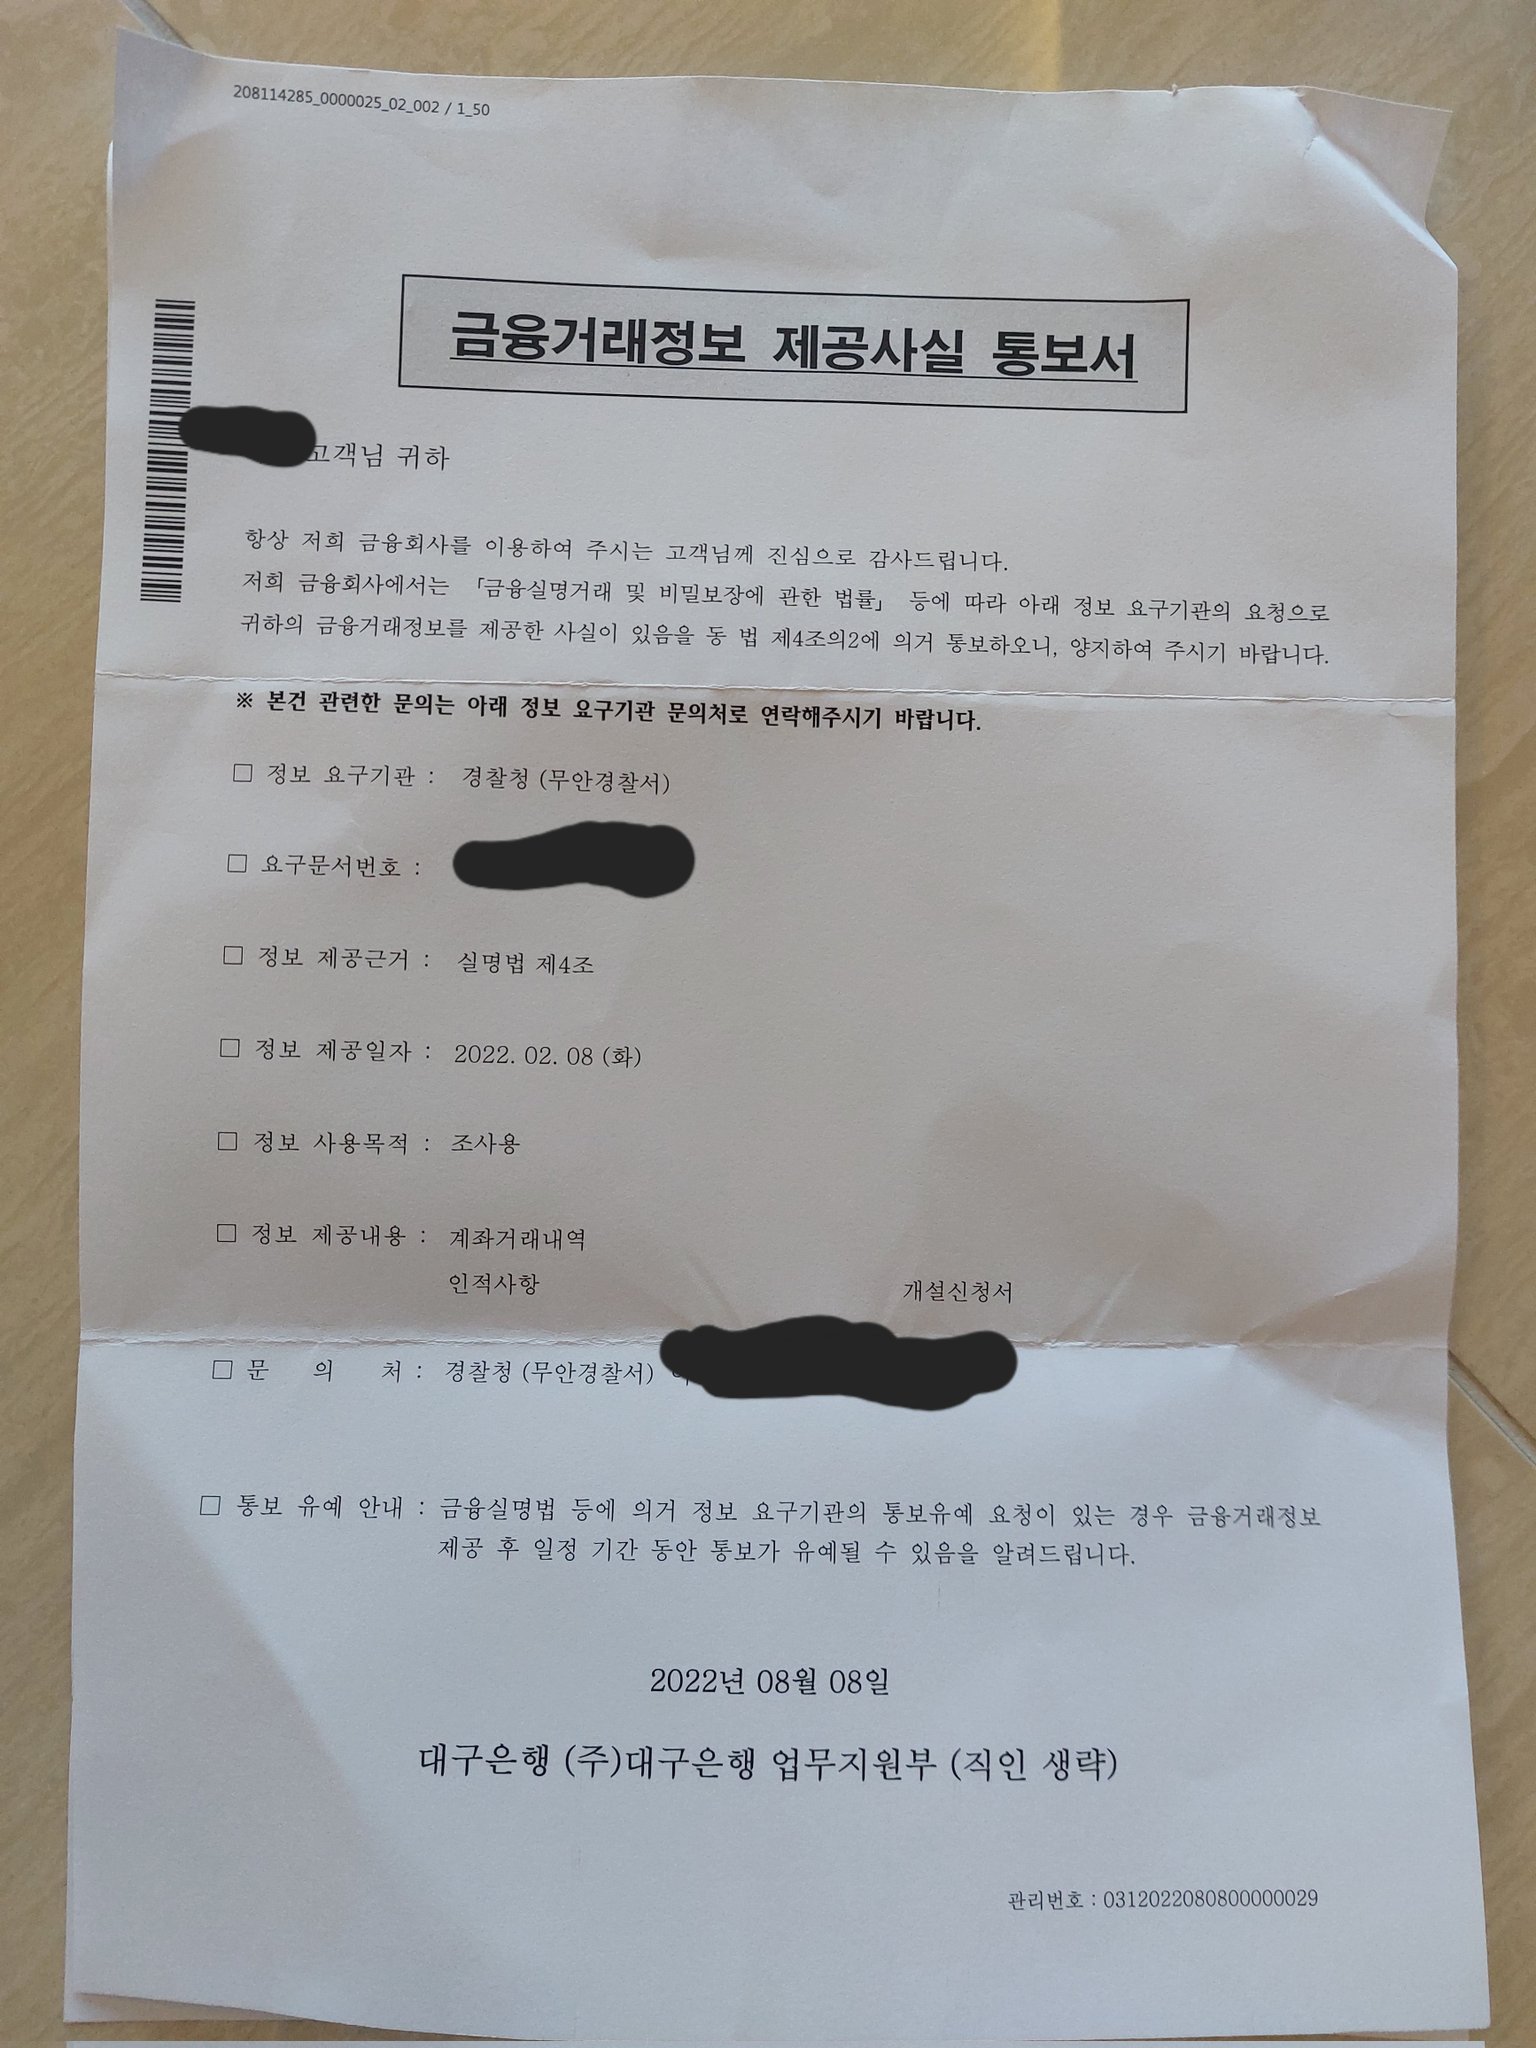 208114285_0000025_02_002 / 1_50
금융거래정보 제공사실 통보서
고객님 귀하
항상 저희 금융회사를 이용하여 주시는 고객님께 진심으로 감사드립니다.
저희 금융회사에서는 「금융실명거래 및 비밀보장에 관한 법률」 등에 따라 아래 정보 요구기관의 요청으로
귀하의 금융거래정보를 제공한 사실이 있음을 동 법 제4조의2에 의거 통보하오니, 양지하여 주시기 바랍니다.
※ 본건 관련한 문의는 아래 정보 요구기관 문의처로 연락해주시기 바랍니다.
□ 정보 요구기관 : 경찰청 (무안경찰서)
□ 요구문서번호 :
□ 정보 제공근거 : 실명법 제4조
□ 정보 제공일자 : 2022. 02. 08 (화)
□ 정보 사용목적 : 조사용
□ 정보 제공내용 : 계좌거래내역
인적사항 개설신청서
□ 문 의 처 : 경찰청 (무안경찰서)
□ 통보 유예 안내 : 금융실명법 등에 의거 정보 요구기관의 통보유예 요청이 있는 경우 금융거래정보
제공 후 일정 기간 동안 통보가 유예될 수 있음을 알려드립니다.
2022년 08월 08일
대구은행 (주)대구은행 업무지원부 (직인 생략)
관리번호 : 0312022080800000029